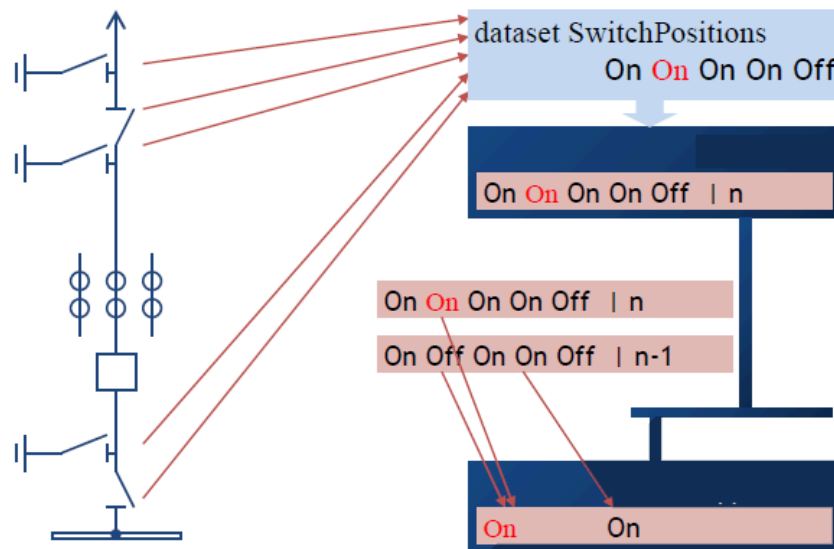 dataset SwitchPositions
On On On On Off
On On On On Off | n
On On On On Off | n
On Off On On Off | n-1
On On